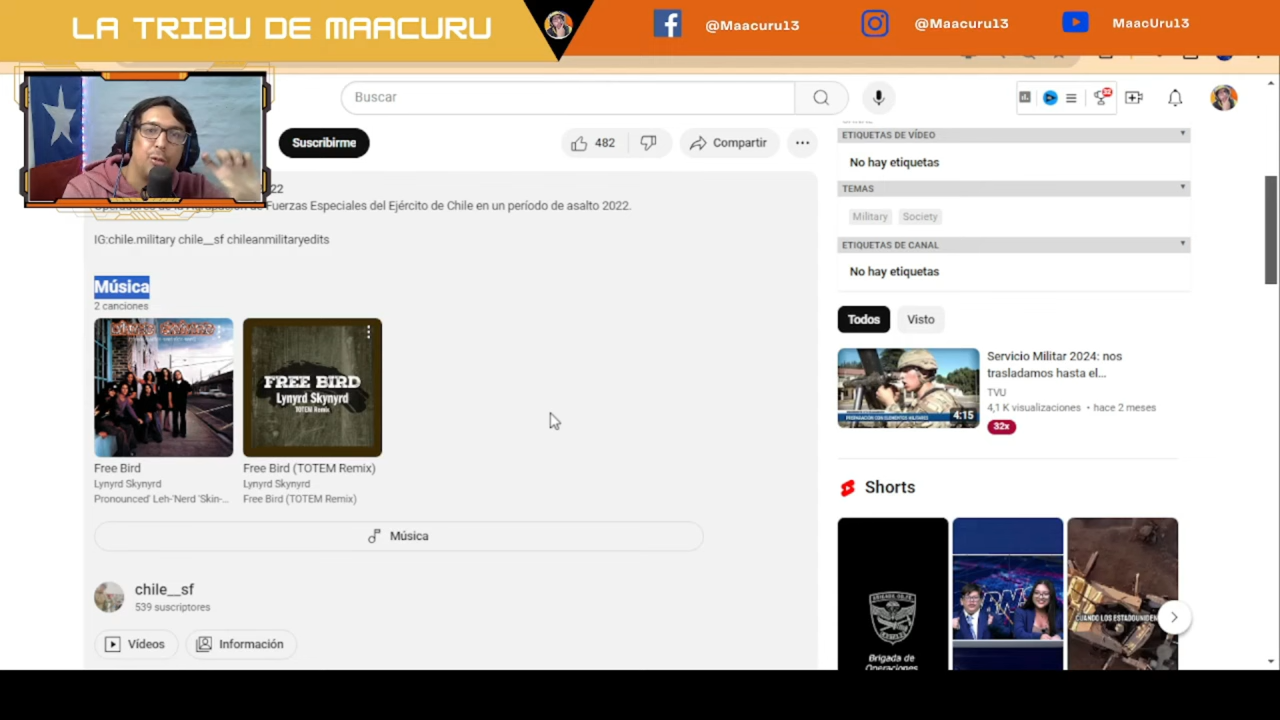 LA TRIBU DE MAACURU
@Maacuru13
@Maacuru13
MaacUru13
Buscar
Suscribirme
482
Compartir
22
Fuerzas Especiales del Ejército de Chile en un período de asalto 2022.
IG:chile.military chile__sf chileanmilitaryedits
Música
2 canciones
FREE BIRD
Lynyrd Skynyrd
TOTEM Remix
Free Bird
Lynyrd Skynyrd
Pronounced' Leh-'Nerd 'Skin-...
Free Bird (TOTEM Remix)
Lynyrd Skynyrd
Free Bird (TOTEM Remix)
Música
chile__sf
539 suscriptores
Vídeos
Información
ETIQUETAS DE VÍDEO
No hay etiquetas
TEMAS
Military
Society
ETIQUETAS DE CANAL
No hay etiquetas
Todos
Visto
4:15
Servicio Militar 2024: nos
trasladamos hasta el...
TVU
4,1 K visualizaciones • hace 2 meses
32x
Shorts
Brigada de
Operaciones
CUANDO LOS ESTADOUNIDEN